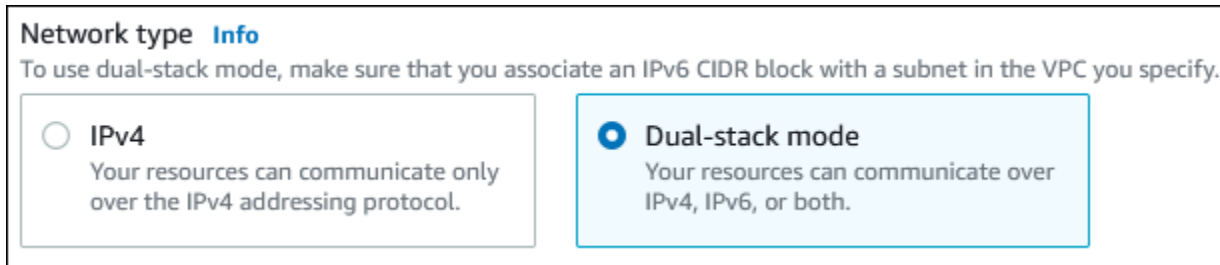 Network type Info
To use dual-stack mode, make sure that you associate an IPv6 CIDR block with a subnet in the VPC you specify.
IPv4
Your resources can communicate only
over the IPv4 addressing protocol.
Dual-stack mode
Your resources can communicate over
IPv4, IPv6, or both.